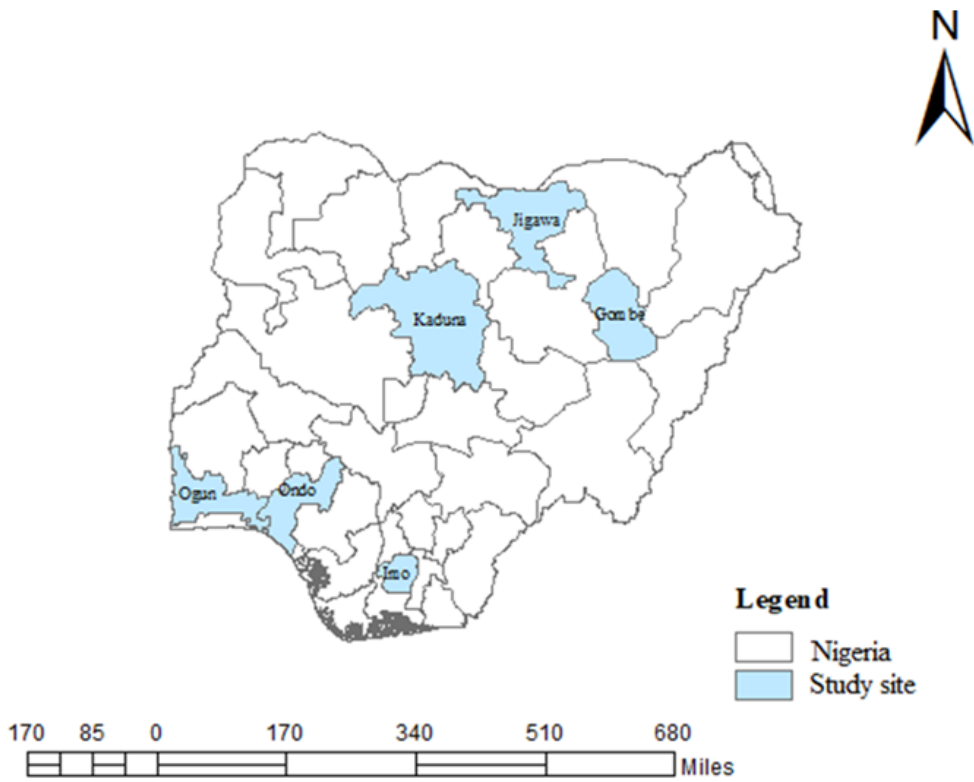 N
Jigawa
Kaduna
Gombe
Ogun
Ondo
Imo
Legend
Nigeria
Study site
170 85 0 170 340 510 680
Miles